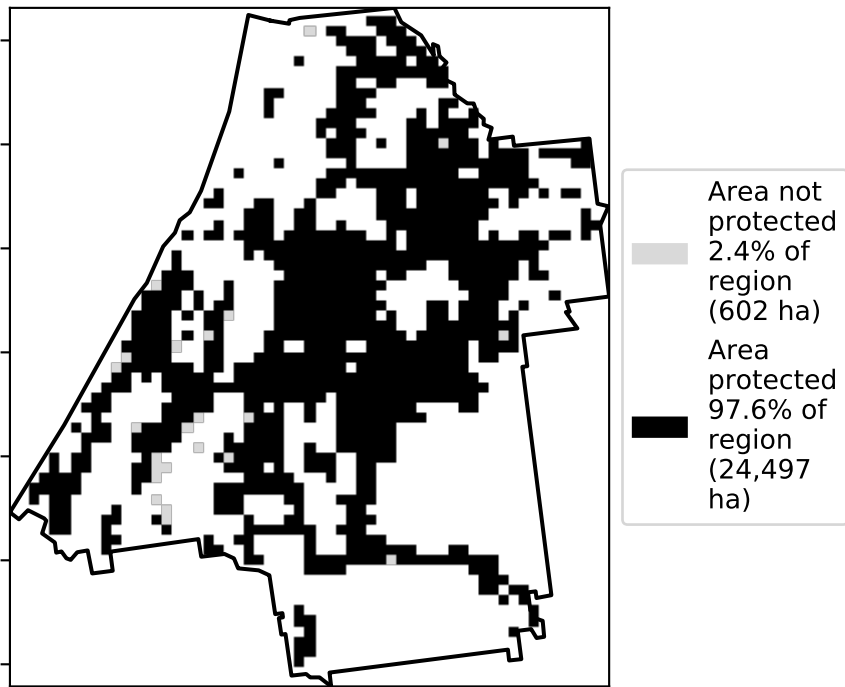 Area not
protected
2.4% of
region
(602 ha)
Area
protected
97.6% of
region
(24,497
ha)